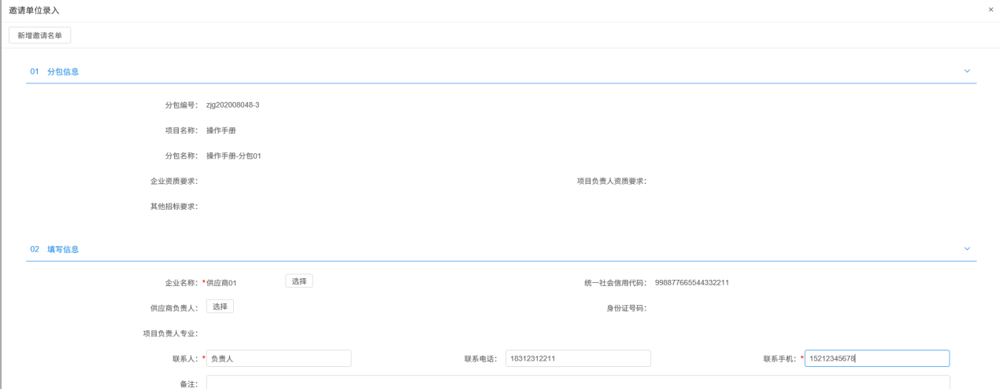 邀请单位录入 ×
新增邀请名单
01 分包信息
分包编号: zjg202008048-3
项目名称: 操作手册
分包名称: 操作手册-分包01
企业资质要求: 项目负责人资质要求:
其他招标要求:
02 填写信息
企业名称: *供应商01 选择 统一社会信用代码: 998877665544332211
供应商负责人: 选择 身份证号码:
项目负责人专业:
联系人: * 负责人 联系电话: 18312312211 联系手机: * 15212345678
备注: